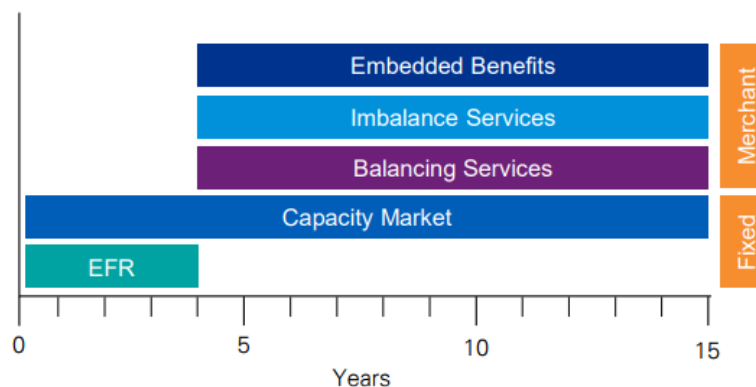 Embedded Benefits
Imbalance Services
Balancing Services
Merchant
Capacity Market
EFR
Fixed
0
5
10
15
Years